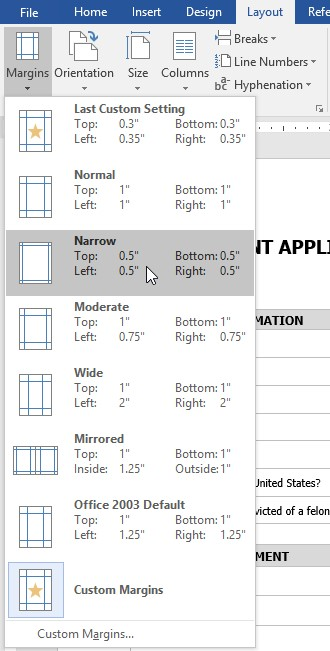 File Home Insert Design Layout Refe
Margins Orientation Size Columns
Breaks
Line Numbers
Hyphenation
Last Custom Setting
Top: 0.3" Bottom: 0.3"
Left: 0.35" Right: 0.35"
Normal
Top: 1" Bottom: 1"
Left: 1" Right: 1"
Narrow
Top: 0.5" Bottom: 0.5"
Left: 0.5" Right: 0.5"
Moderate
Top: 1" Bottom: 1"
Left: 0.75" Right: 0.75"
Wide
Top: 1" Bottom: 1"
Left: 2" Right: 2"
Mirrored
Top: 1" Bottom: 1"
Inside: 1.25" Outside: 1"
Office 2003 Default
Top: 1" Bottom: 1"
Left: 1.25" Right: 1.25"
Custom Margins
Custom Margins...
NT APPLI
MATION
United States?
victed of a felon
MENT